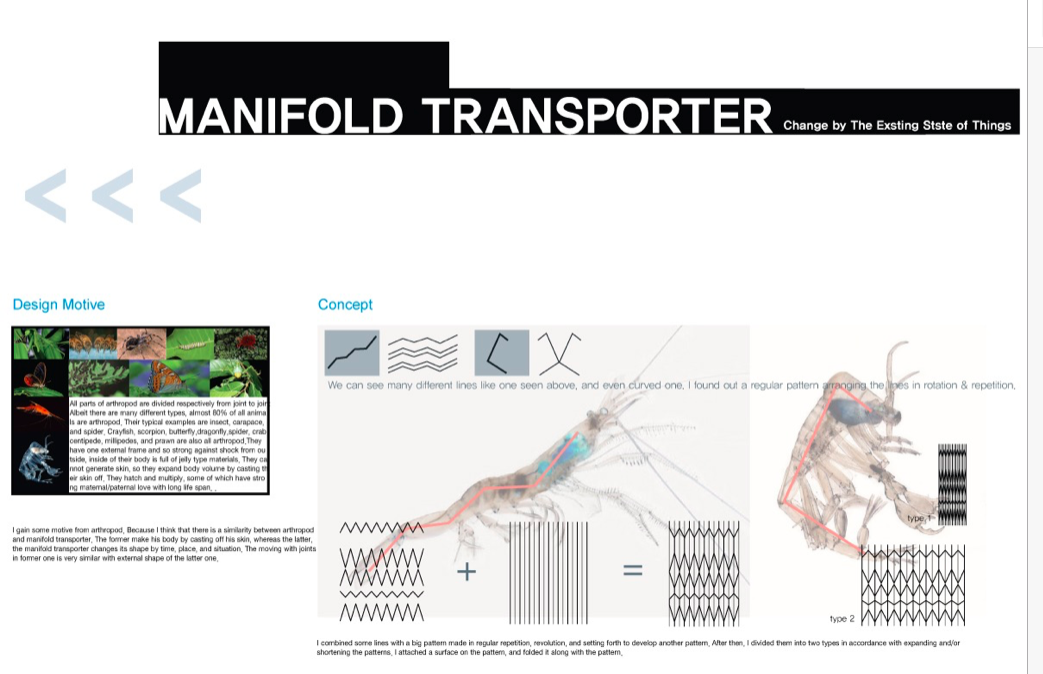 MANIFOLD TRANSPORTER
Change by The Exsting Stste of Things
Design Motive
All parts of arthropod are divided respectively from joint to join
Albeit there are many different types, almost 80% of all anima
ls are arthropod. Their typical examples are insect, carapace,
and spider. Crayfish, scorpion, butterfly,dragonfly,spider, crab
centipede, millipedes, and prawn are also all arthropod.They
have one external frame and so strong against shock from ou
tside, inside of their body is full of jelly type materials. They ca
nnot generate skin, so they expand body volume by casting th
eir skin off. They hatch and multiply, some of which have stro
ng maternal/paternal love with long life span. .
I gain some motive from arthropod. Because I think that there is a similarity between arthropod
and manifold transporter. The former make his body by casting off his skin, whereas the latter,
the manifold transporter changes its shape by time, place, and situation. The moving with joints
in former one is very similar with external shape of the latter one.
Concept
We can see many different lines like one seen above, and even curved one. I found out a regular pattern arranging the lines in rotation & repetition.
+
=
type 1
type 2
I combined some lines with a big pattern made in regular repetition, revolution, and setting forth to develop another pattern. After then, I divided them into two types in accordance with expanding and/or
shortening the patterns. I attached a surface on the pattern, and folded it along with the pattern.